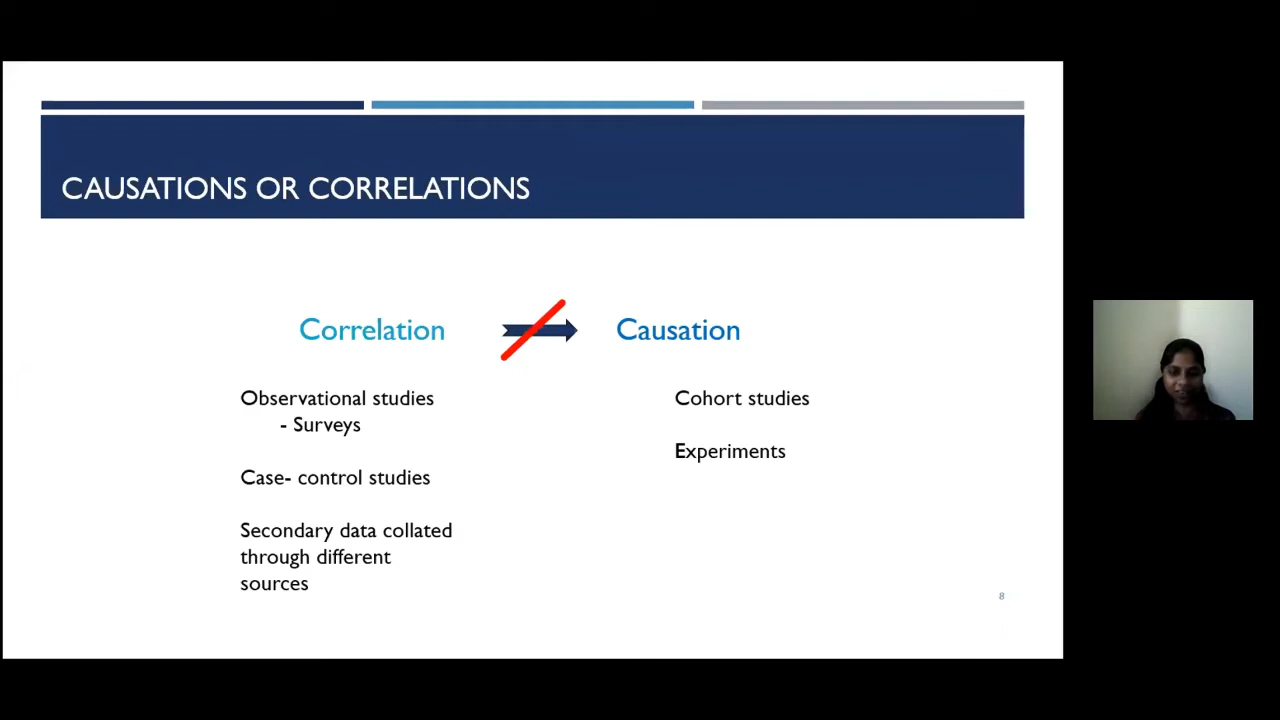 CAUSATIONS OR CORRELATIONS
Correlation
Causation
Observational studies
- Surveys
Case- control studies
Secondary data collated
through different
sources
Cohort studies
Experiments
8